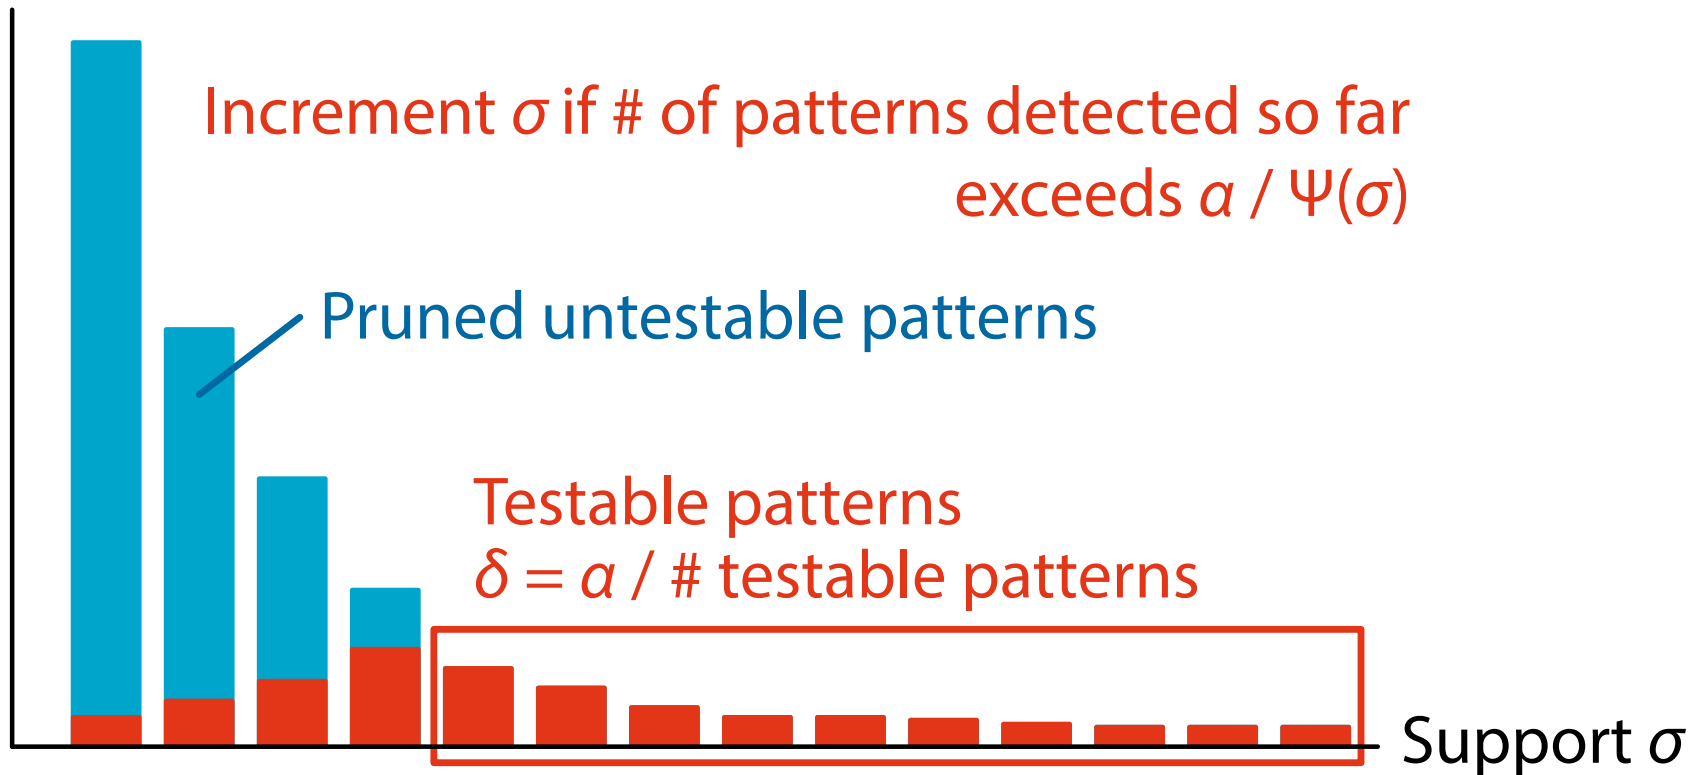 Increment σ if # of patterns detected so far
exceeds α / Ψ(σ)
Pruned untestable patterns
Testable patterns
δ = α / # testable patterns
Support σ